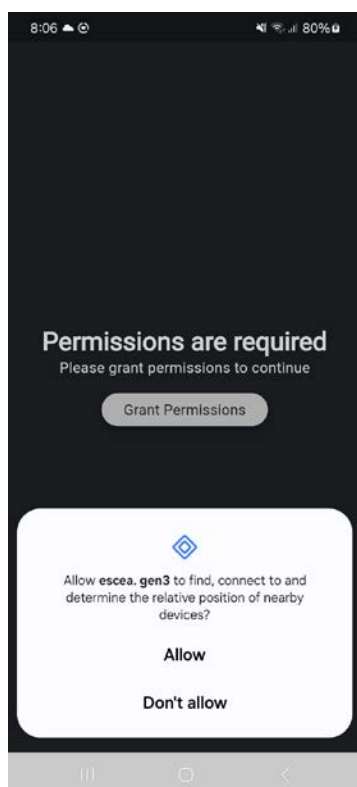 8:06
80%
Permissions are required
Please grant permissions to continue
Grant Permissions
Allow escea. gen3 to find, connect to and
determine the relative position of nearby
devices?
Allow
Don't allow